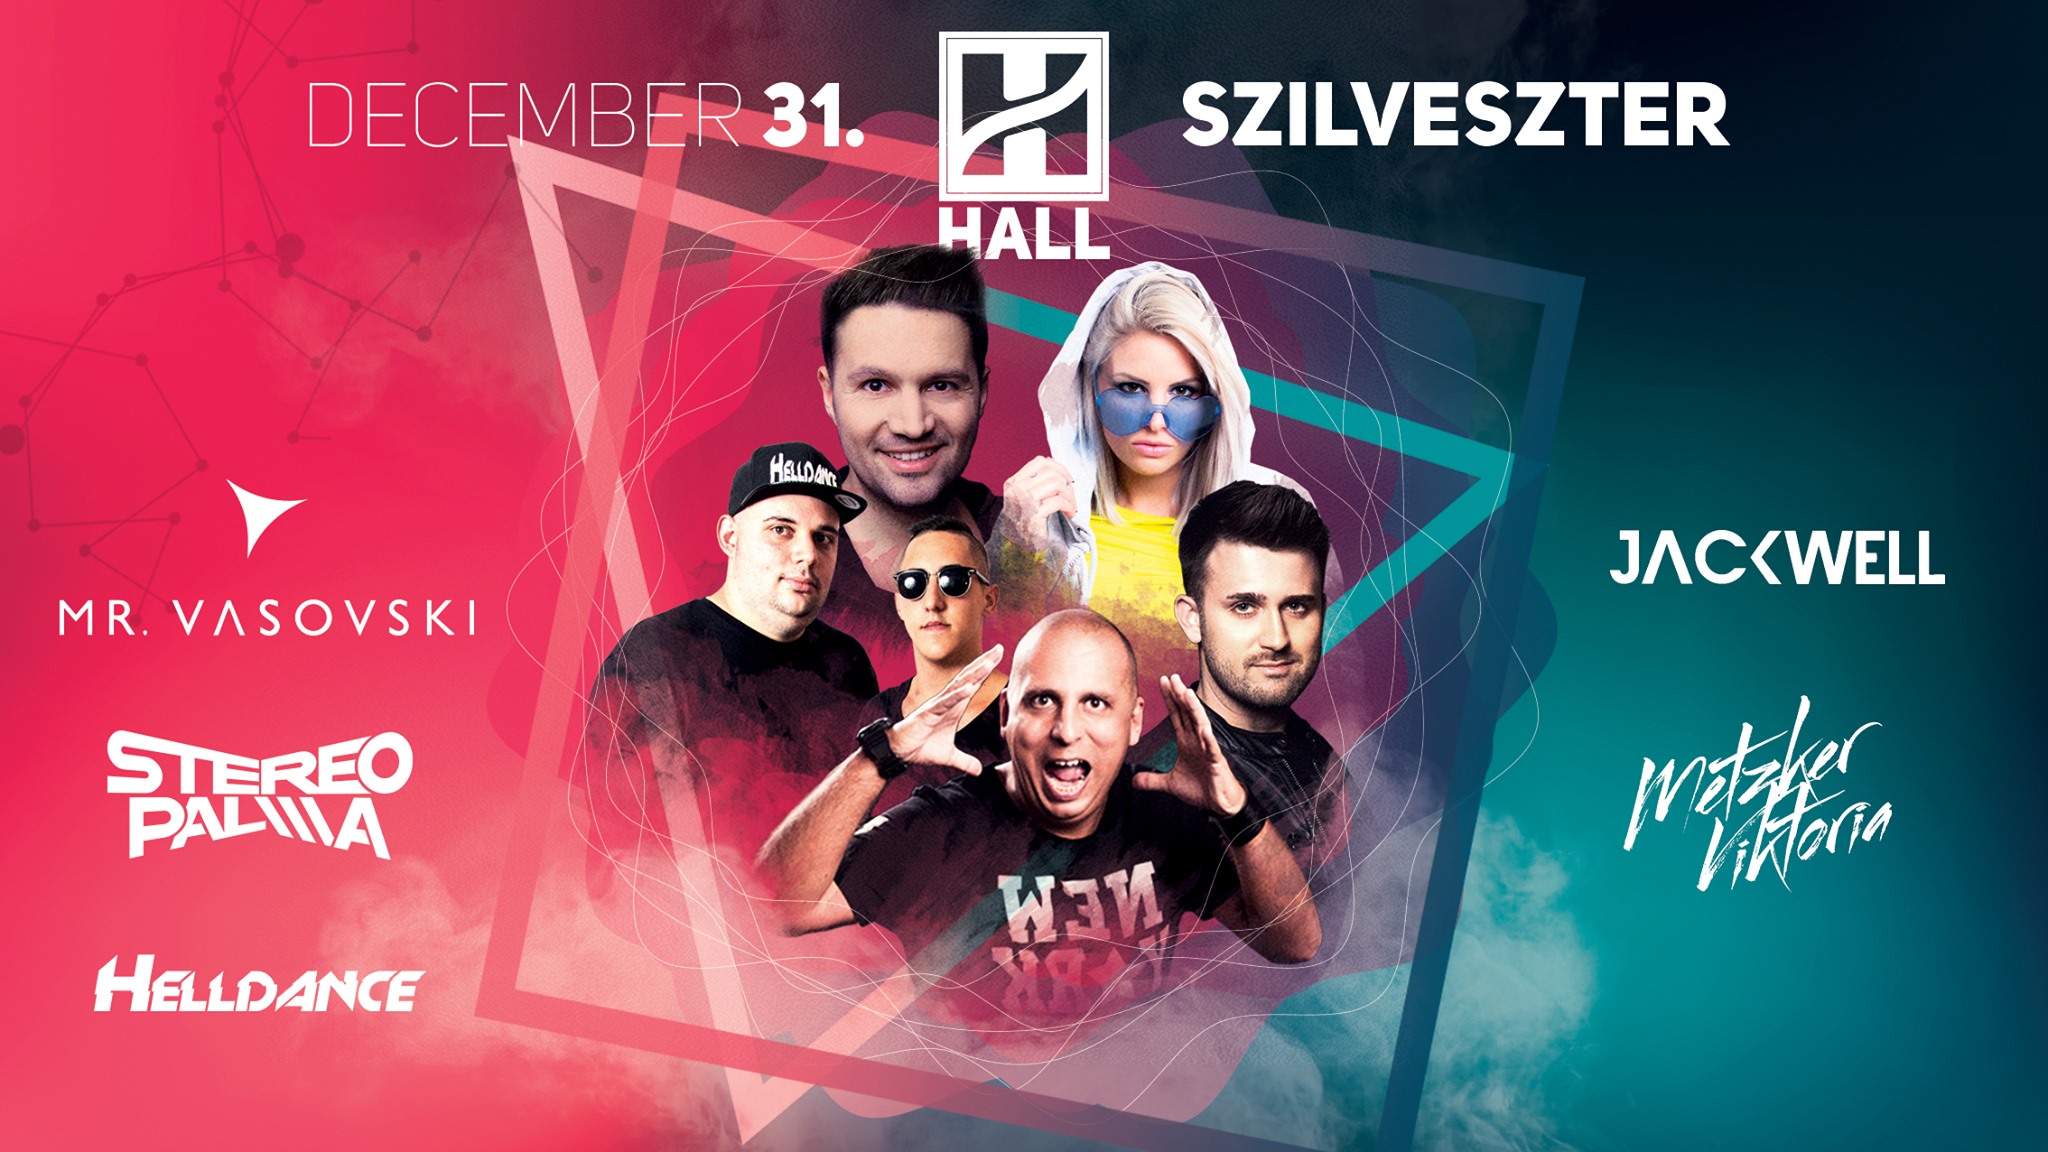 DECEMBER 31.
HALL
SZILVESZTER
HELLDANCE
MR. VASOVSKI
STEREO
PALMA
HELLDANCE
JACKWELL
Metzker
Viktoria
NEW